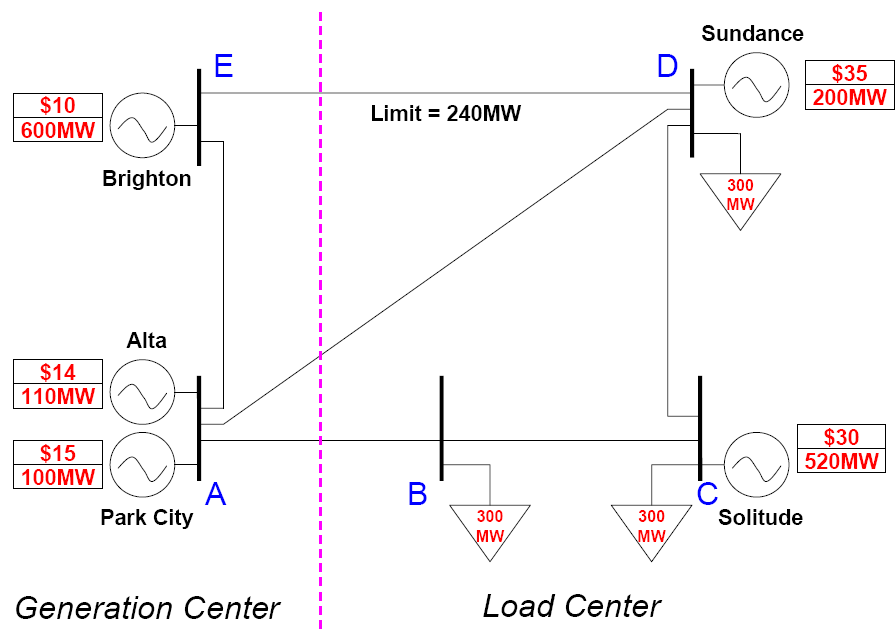 Sundance
E
D
$35
200MW
$10
600MW
Limit = 240MW
Brighton
300
MW
Alta
$14
110MW
$15
100MW
$30
520MW
A
B
C
Park City
300
MW
300
MW
Solitude
Generation Center
Load Center